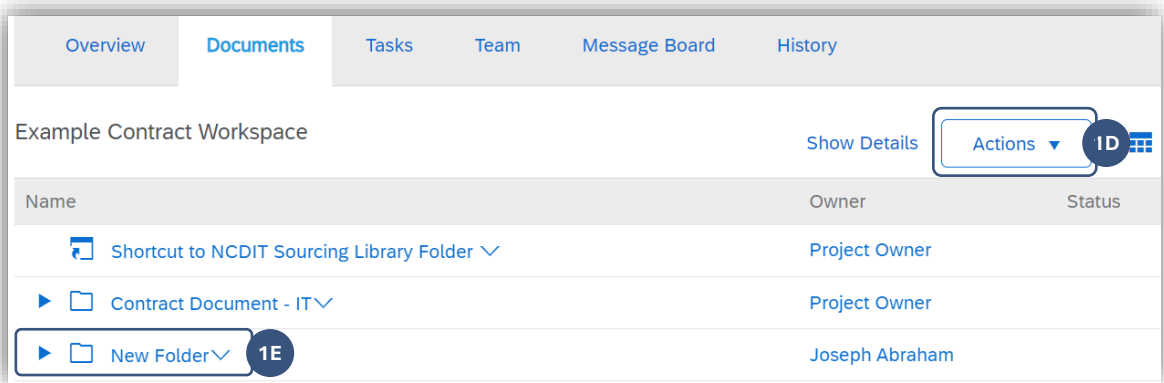 Overview Documents Tasks Team Message Board History
Example Contract Workspace
Show Details Actions 1D
Name Owner Status
Shortcut to NCDIT Sourcing Library Folder Project Owner
Contract Document - IT Project Owner
New Folder 1E Joseph Abraham